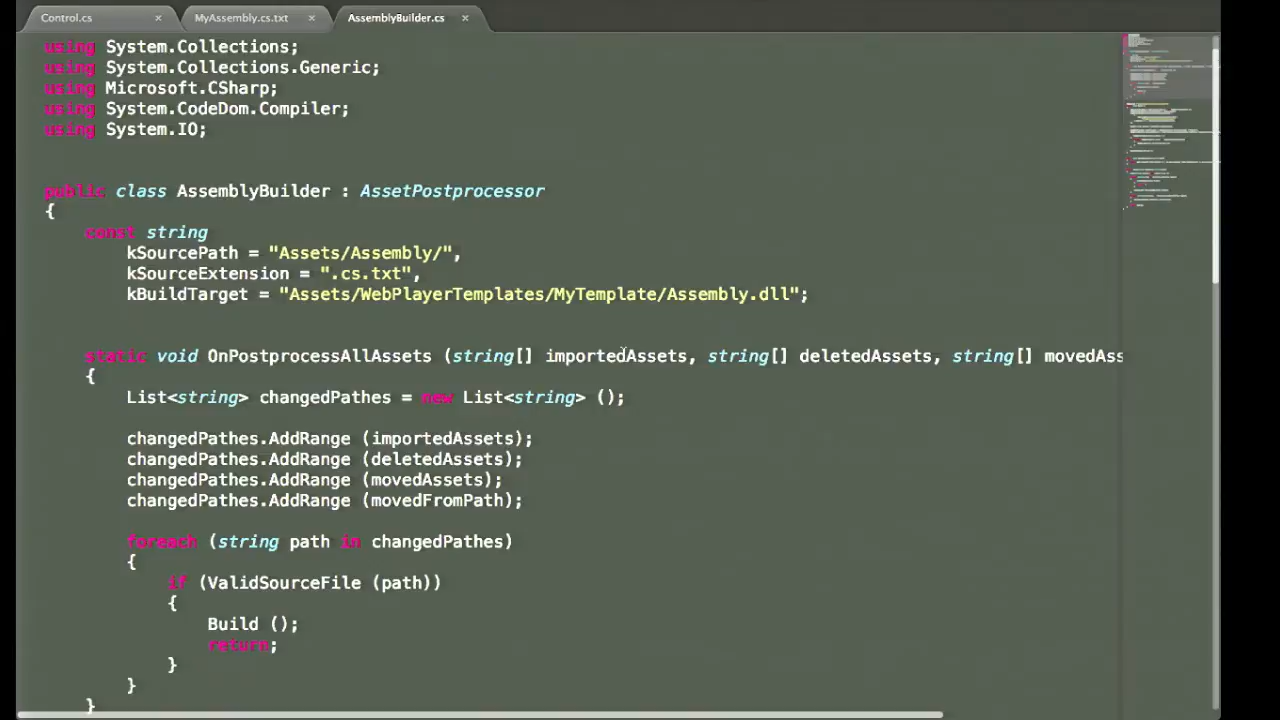 Control.cs
MyAssembly.cs.txt
AssemblyBuilder.cs
using System.Collections;
using System.Collections.Generic;
using Microsoft.CSharp;
using System.CodeDom.Compiler;
using System.IO;
public class AssemblyBuilder : AssetPostprocessor
{
const string
kSourcePath = "Assets/Assembly/",
kSourceExtension = ".cs.txt",
kBuildTarget = "Assets/WebPlayerTemplates/MyTemplate/Assembly.dll";
static void OnPostprocessAllAssets (string[] importedAssets, string[] deletedAssets, string[] movedAss
{
List<string> changedPathes = new List<string> ();
changedPathes.AddRange (importedAssets);
changedPathes.AddRange (deletedAssets);
changedPathes.AddRange (movedAssets);
changedPathes.AddRange (movedFromPath);
foreach (string path in changedPathes)
{
if (ValidSourceFile (path))
{
Build ();
return;
}
}
}